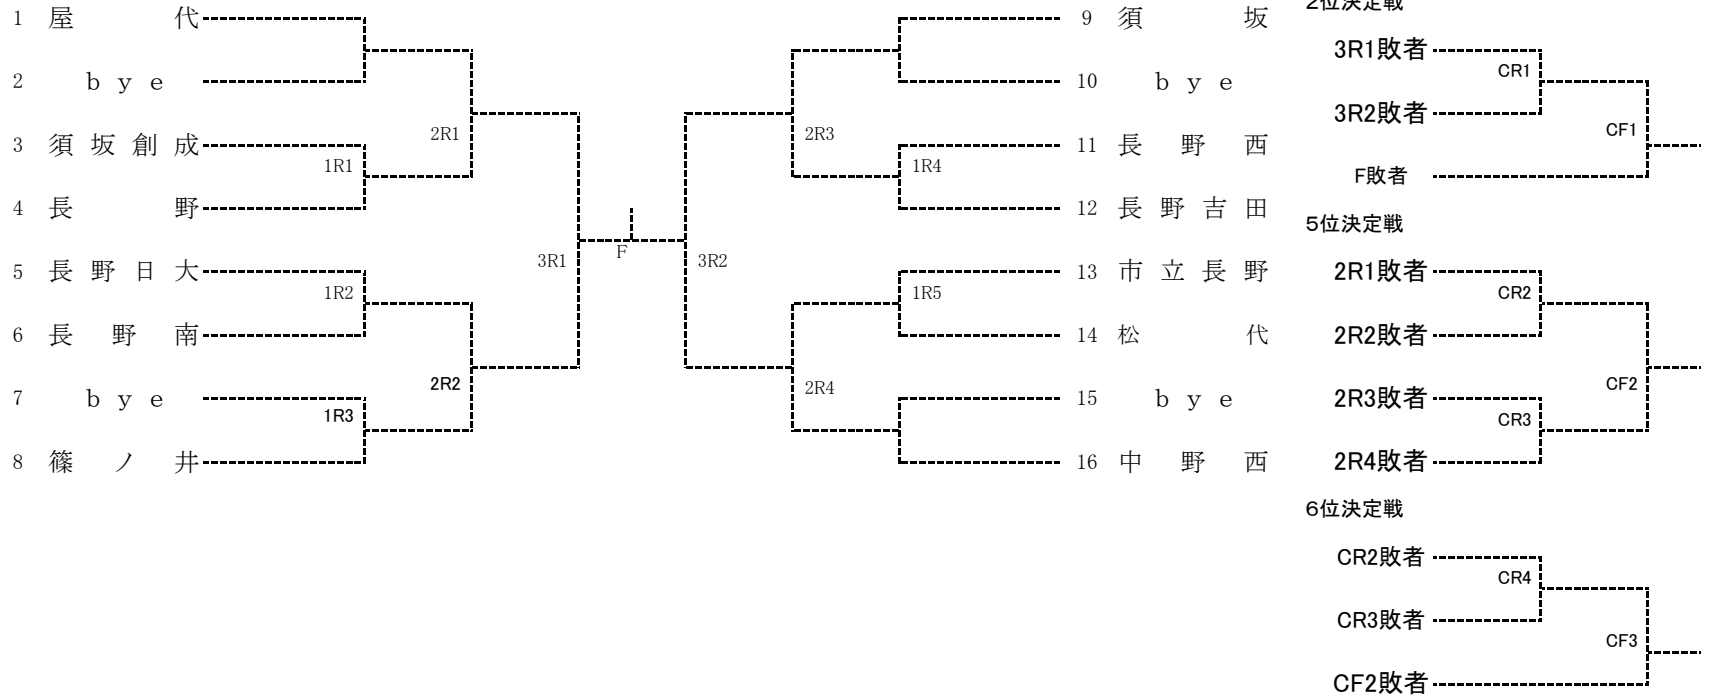 1 屋代
2 bye
2R1
3 須坂創成
1R1
4 長野
3R1
5 長野日大
1R2
6 長野南
2R2
7 bye
1R3
8 篠ノ井
F
9 須坂
10 bye
2R3
11 長野西
1R4
12 長野吉田
3R2
13 市立長野
1R5
14 松代
2R4
15 bye
16 中野西
2位決定戦
3R1敗者
CR1
3R2敗者
CF1
F敗者
5位決定戦
2R1敗者
CR2
2R2敗者
CF2
2R3敗者
CR3
2R4敗者
6位決定戦
CR2敗者
CR4
CR3敗者
CF3
CF2敗者